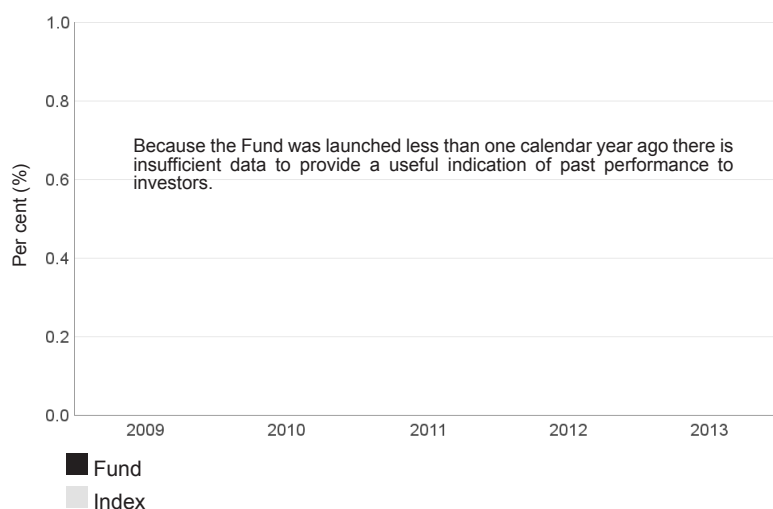 1.0
0.8
Because the Fund was launched less than one calendar year ago there is
insufficient data to provide a useful indication of past performance to
investors.
0.6
Per cent (%)
0.4
0.2
0.0
2009 2010 2011 2012 2013
Fund
Index